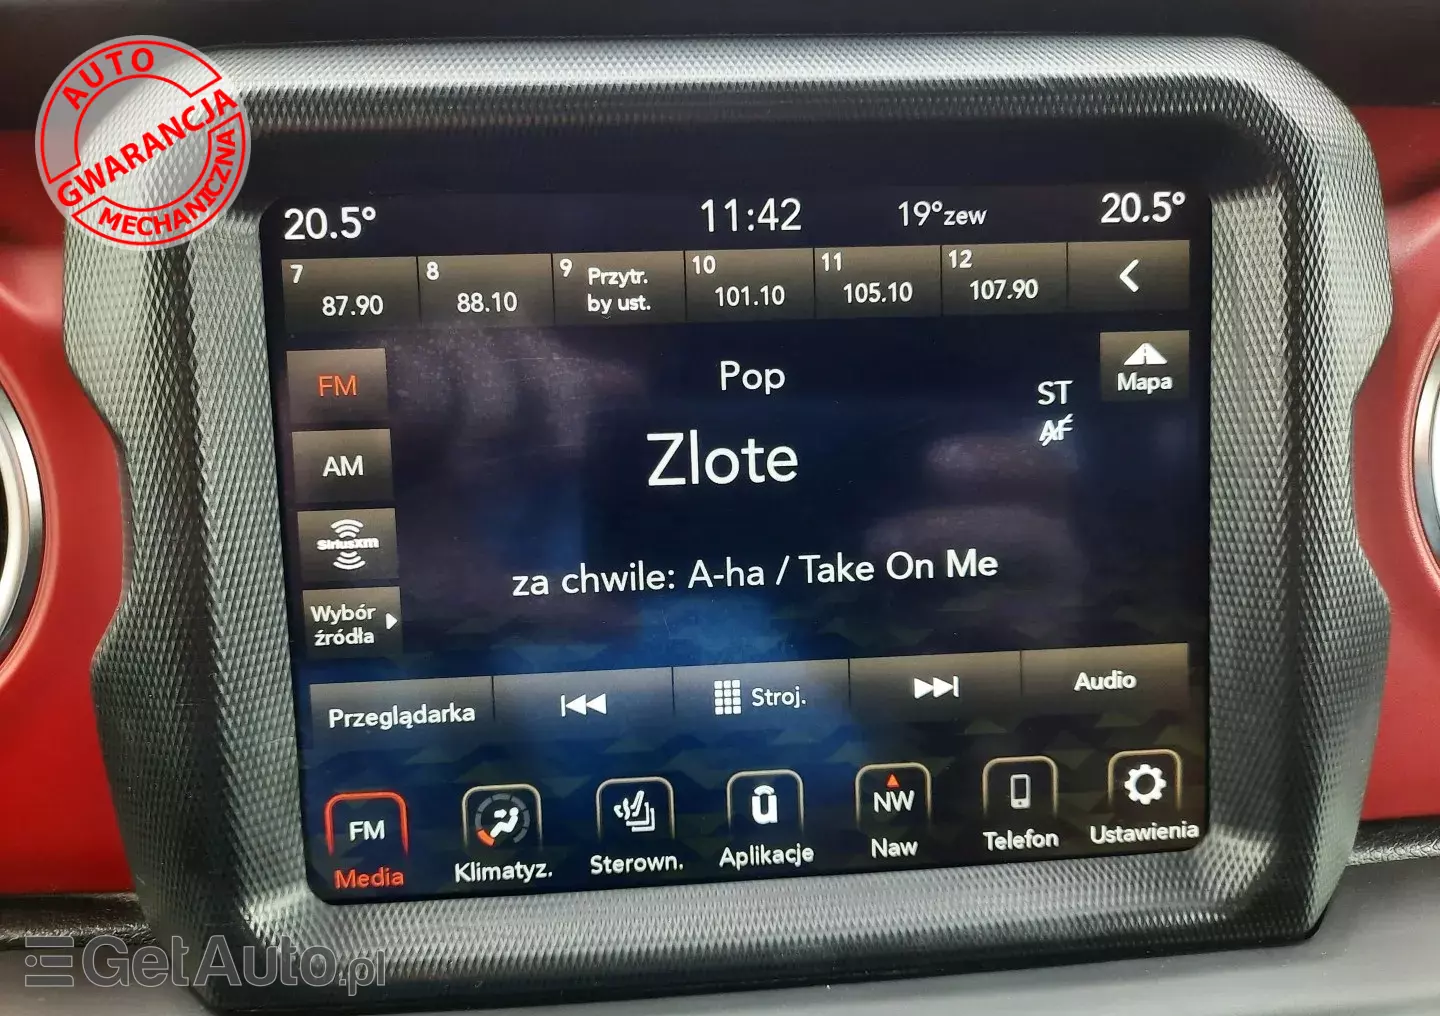 AUTO
GWARANCJA
MECHANICZNA
20.5° 11:42 19°zew 20.5°
7 87.90
8 88.10
9 Przytr.
by ust.
10 101.10
11 105.10
12 107.90
FM
Pop
ST
AF
Mapa
AM
Zlote
siriusxm
za chwile: A-ha / Take On Me
Wybór
źródła
Przeglądarka
Stroj.
Audio
FM
Media
Klimatyz.
Sterown.
Aplikacje
NW
Naw
Telefon
Ustawienia
GetAuto.pl